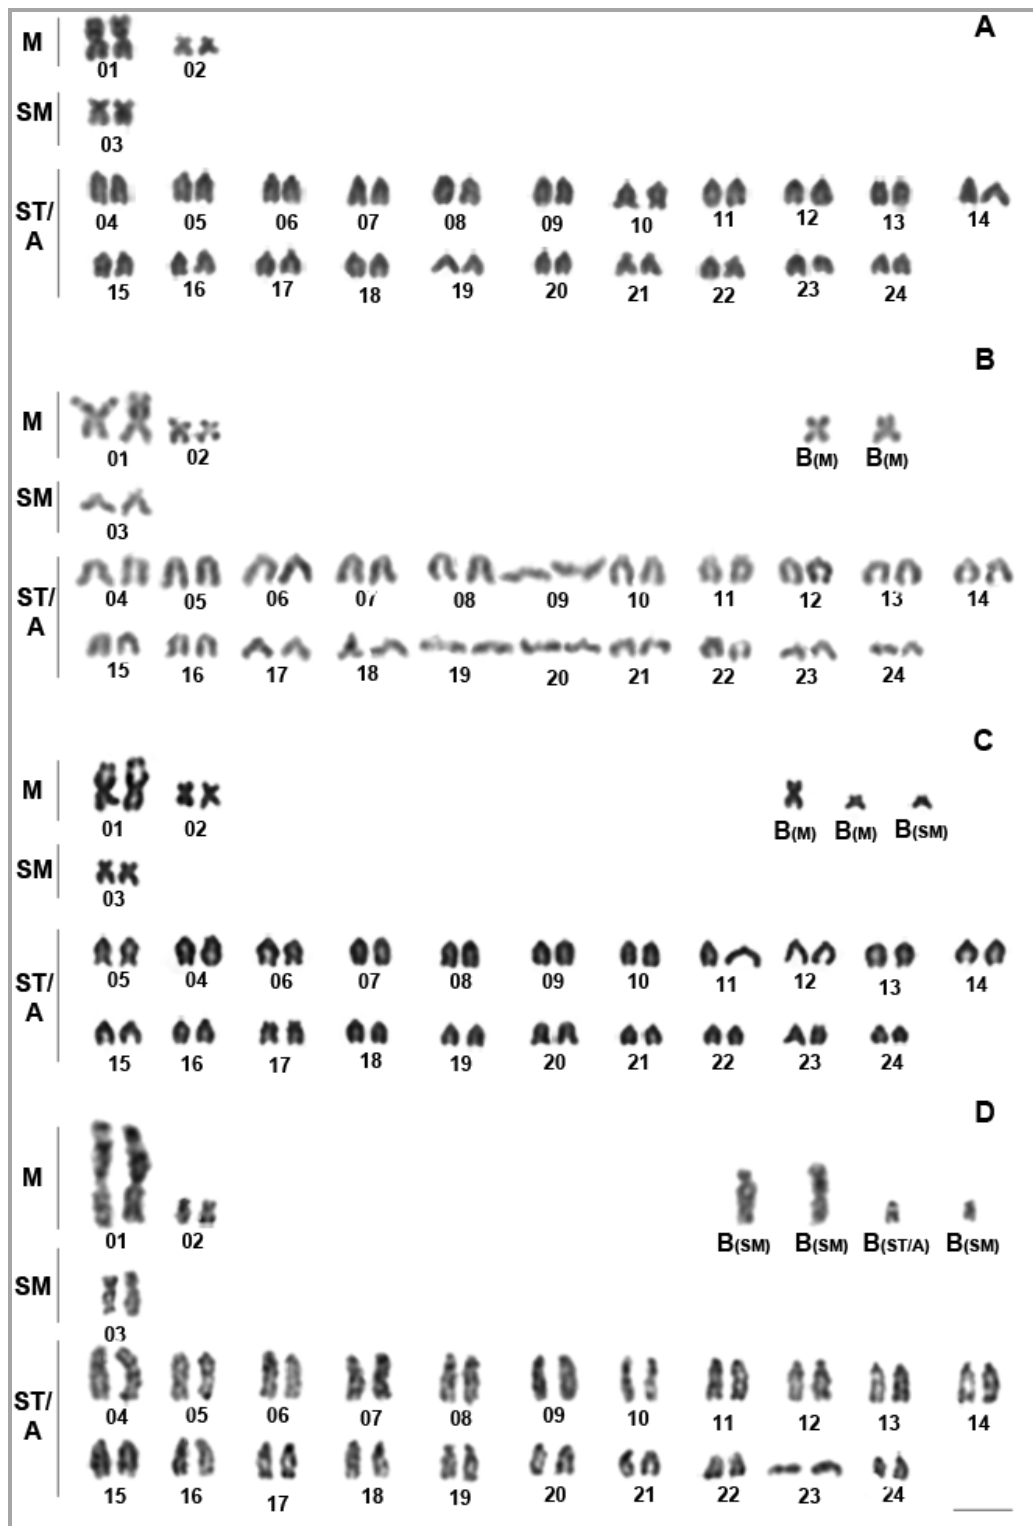 A
M
01 02
SM
03
ST/
A
04 05 06 07 08 09 10 11 12 13 14
15 16 17 18 19 20 21 22 23 24
B
M
01 02 B(M) B(M)
SM
03
ST/
A
04 05 06 07 08 09 10 11 12 13 14
15 16 17 18 19 20 21 22 23 24
C
M
01 02 B(M) B(M) B(SM)
SM
03
ST/
A
05 04 06 07 08 09 10 11 12 13 14
15 16 17 18 19 20 21 22 23 24
D
M
01 02 B(SM) B(SM) B(ST/A) B(SM)
SM
03
ST/
A
04 05 06 07 08 09 10 11 12 13 14
15 16 17 18 19 20 21 22 23 24